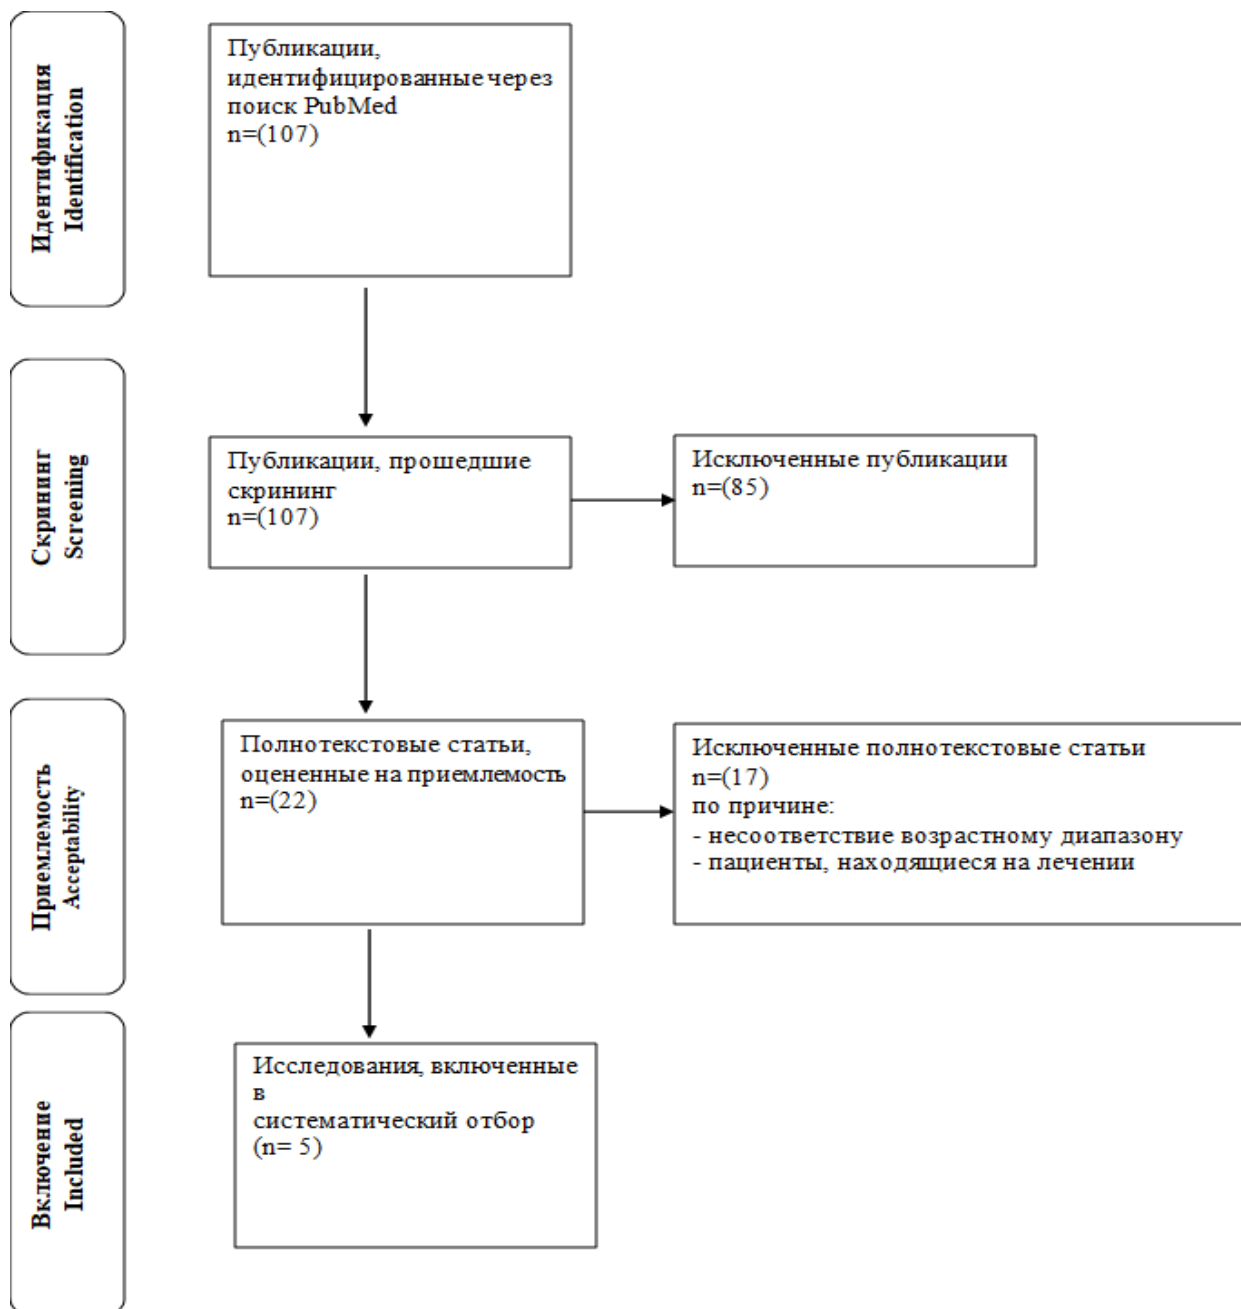 Идентификация
Identification
Публикации,
идентифицированные через
поиск PubMed
n=(107)
Скрининг
Screening
Публикации, прошедшие
скрининг
n=(107)
Исключенные публикации
n=(85)
Приемлемость
Acceptability
Полнотекстовые статьи,
оцененные на приемлемость
n=(22)
Исключенные полнотекстовые статьи
n=(17)
по причине:
- несоответствие возрастному диапазону
- пациенты, находящиеся на лечении
Включение
Included
Исследования, включенные
в
систематический отбор
(n= 5)